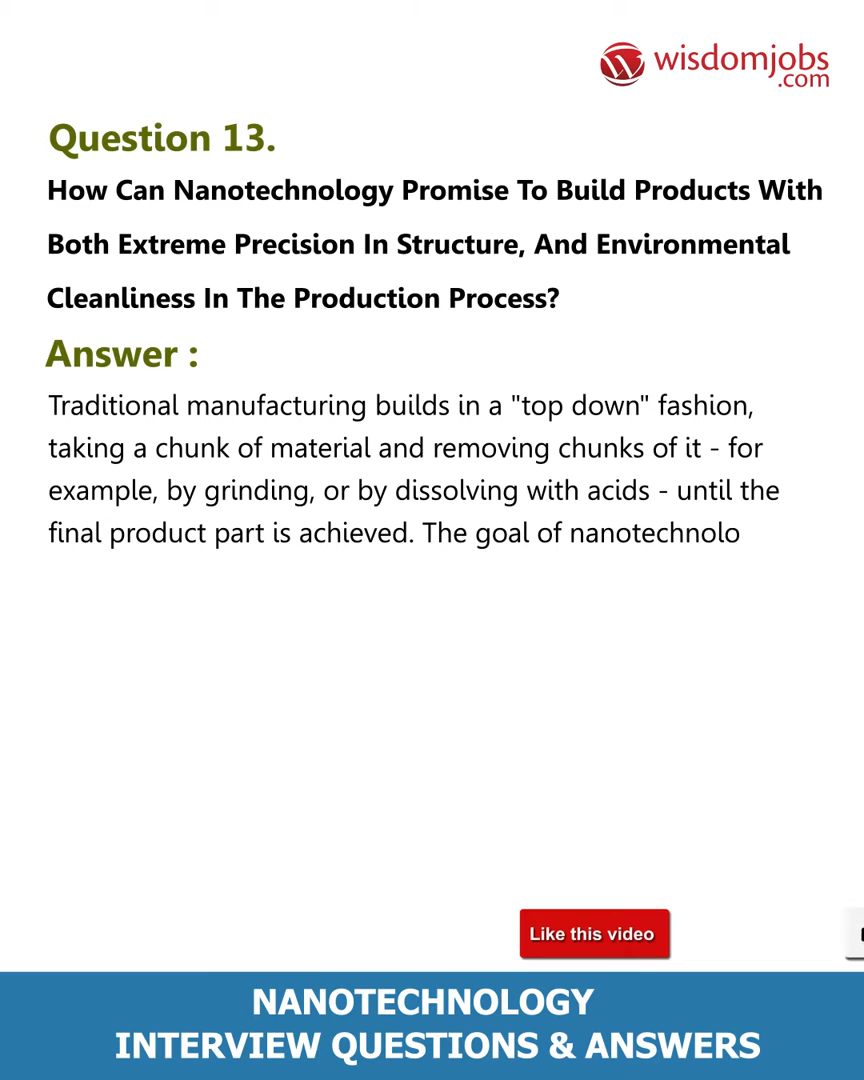 wisdomjobs
.com
Question 13.
How Can Nanotechnology Promise To Build Products With
Both Extreme Precision In Structure, And Environmental
Cleanliness In The Production Process?
Answer :
Traditional manufacturing builds in a "top down" fashion,
taking a chunk of material and removing chunks of it - for
example, by grinding, or by dissolving with acids - until the
final product part is achieved. The goal of nanotechnolo
Like this video
NANOTECHNOLOGY
INTERVIEW QUESTIONS & ANSWERS